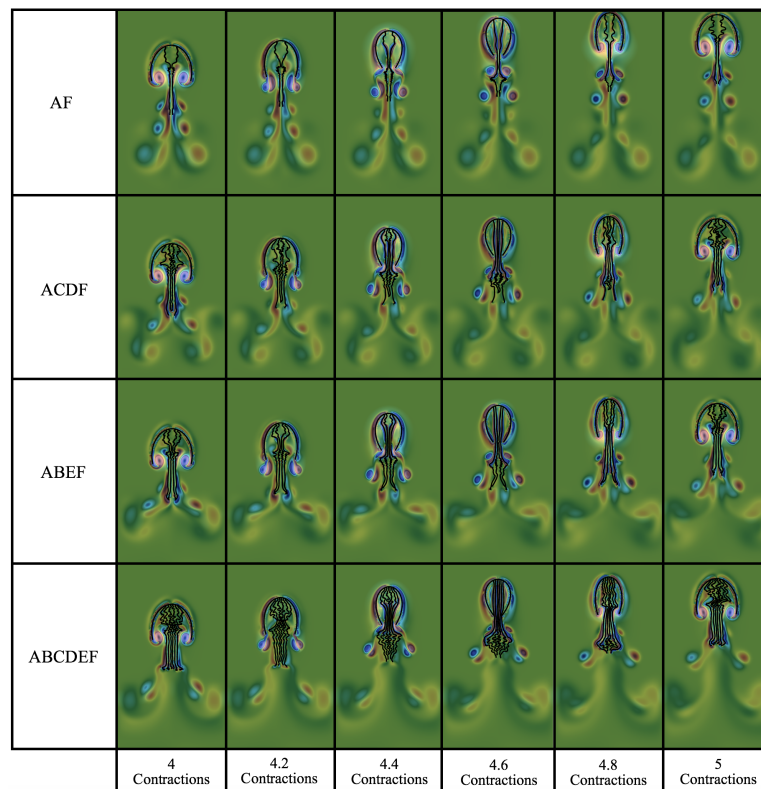 AF
ACDF
ABEF
ABCDEF
4
Contractions
4.2
Contractions
4.4
Contractions
4.6
Contractions
4.8
Contractions
5
Contractions